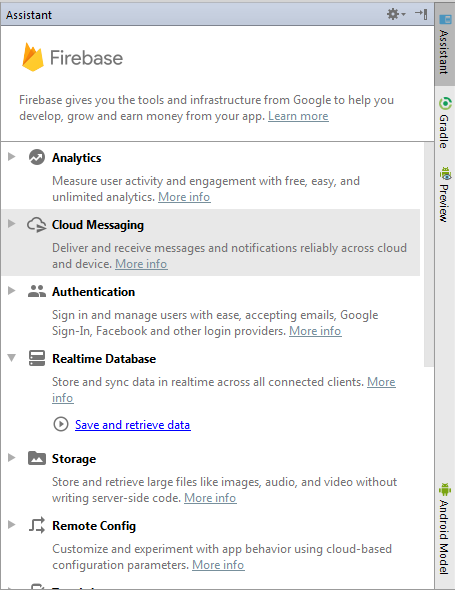 Assistant
Firebase
Firebase gives you the tools and infrastructure from Google to help you
develop, grow and earn money from your app. Learn more
Analytics
Measure user activity and engagement with free, easy, and
unlimited analytics. More info
Cloud Messaging
Deliver and receive messages and notifications reliably across cloud
and device. More info
Authentication
Sign in and manage users with ease, accepting emails, Google
Sign-In, Facebook and other login providers. More info
Realtime Database
Store and sync data in realtime across all connected clients. More
info
Save and retrieve data
Storage
Store and retrieve large files like images, audio, and video without
writing server-side code. More info
Remote Config
Customize and experiment with app behavior using cloud-based
configuration parameters. More info
Assistant
Gradle
Preview
Android Model